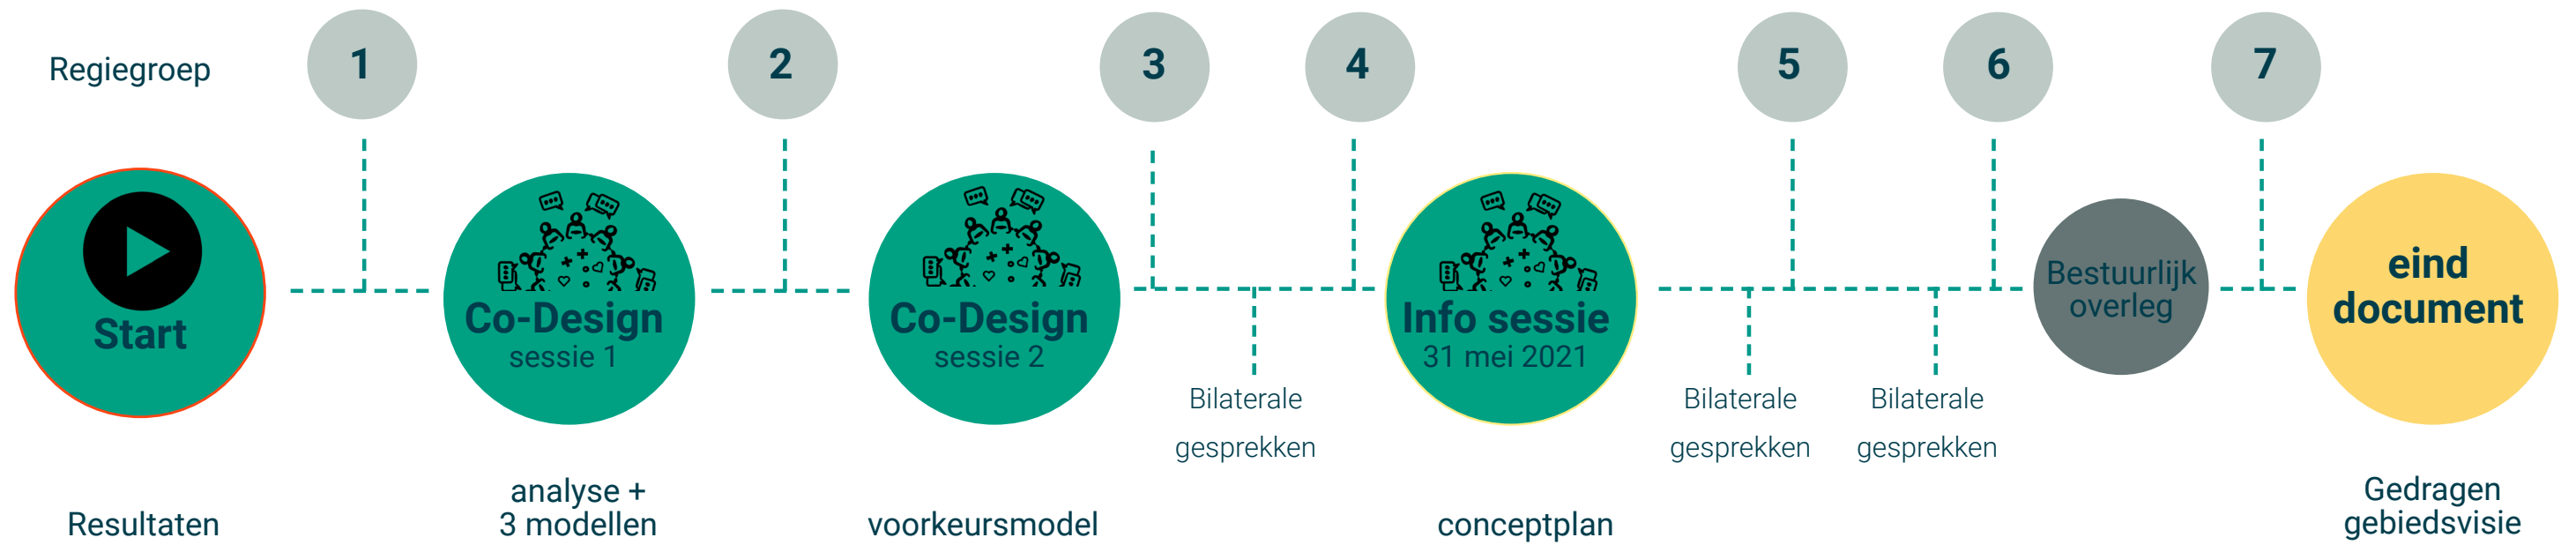 Regiegroep
1
2
3
4
5
6
7
Start
Co-Design
sessie 1
Co-Design
sessie 2
Info sessie
31 mei 2021
Bestuurlijk
overleg
eind
document
Bilaterale
gesprekken
Bilaterale
gesprekken
Bilaterale
gesprekken
Resultaten
analyse +
3 modellen
voorkeursmodel
conceptplan
Gedragen
gebiedsvisie